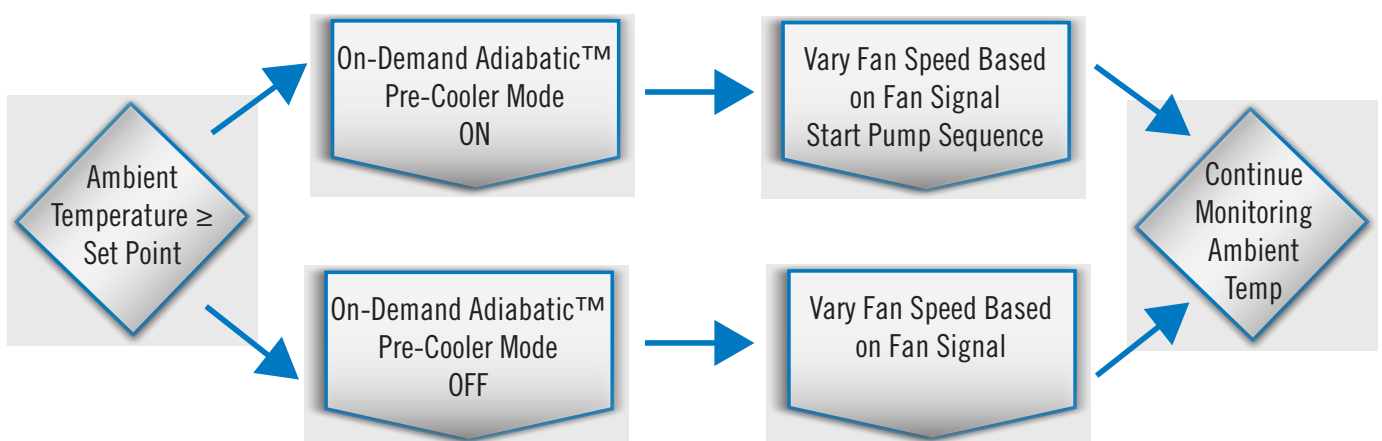 Ambient
Temperature ≥
Set Point
On-Demand Adiabatic™
Pre-Cooler Mode
ON
Vary Fan Speed Based
on Fan Signal
Start Pump Sequence
On-Demand Adiabatic™
Pre-Cooler Mode
OFF
Vary Fan Speed Based
on Fan Signal
Continue
Monitoring
Ambient
Temp